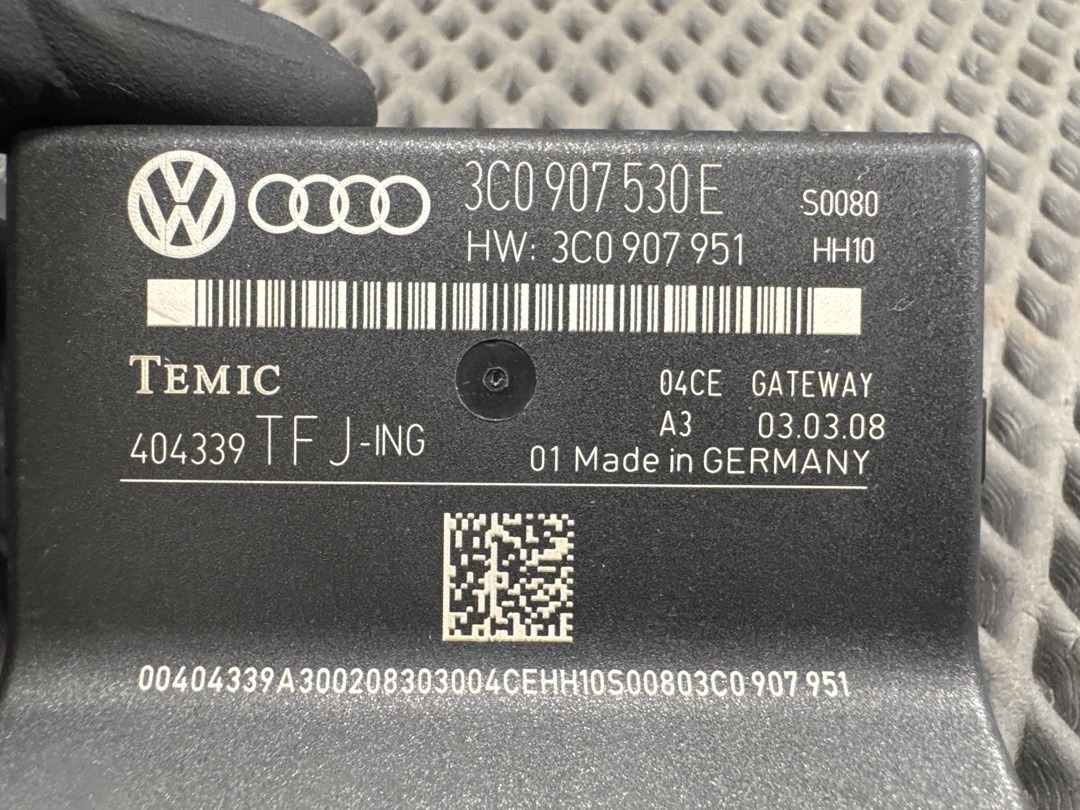 3C0 907 530 E S0080
HW: 3C0 907 951 HH10
TEMIC
04CE GATEWAY
A3 03.03.08
404339 TF J-ING
01 Made in GERMANY
00404339A300208303004CEHH10S00803C0 907 951